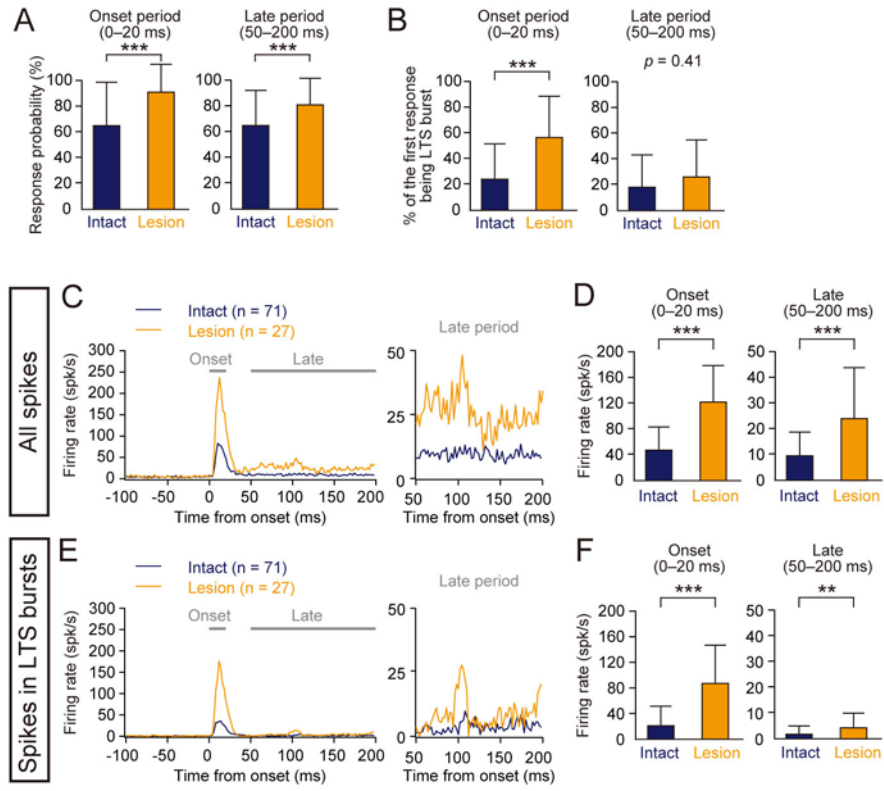 A
Onset period
(0–20 ms)
***
Late period
(50–200 ms)
***
Response probability (%)
100
80
60
40
20
0
Intact
Lesion
100
80
60
40
20
0
Intact
Lesion
B
Onset period
(0–20 ms)
***
Late period
(50–200 ms)
p = 0.41
% of the first response
being LTS burst
100
80
60
40
20
0
Intact
Lesion
100
80
60
40
20
0
Intact
Lesion
All spikes
C
Intact (n = 71)
Lesion (n = 27)
Onset
Late
Firing rate (spk/s)
300
250
200
150
100
50
0
-100
-50
0
50
100
150
200
Time from onset (ms)
Late period
50
25
0
50
100
150
200
Time from onset (ms)
D
Onset
(0–20 ms)
***
Late
(50–200 ms)
***
Firing rate (spk/s)
200
160
120
80
40
0
Intact
Lesion
50
40
30
20
10
0
Intact
Lesion
Spikes in LTS bursts
E
Intact (n = 71)
Lesion (n = 27)
Onset
Late
Firing rate (spk/s)
300
250
200
150
100
50
0
-100
-50
0
50
100
150
200
Time from onset (ms)
Late period
50
25
0
50
100
150
200
Time from onset (ms)
F
Onset
(0–20 ms)
***
Late
(50–200 ms)
**
Firing rate (spk/s)
200
160
120
80
40
0
Intact
Lesion
50
40
30
20
10
0
Intact
Lesion